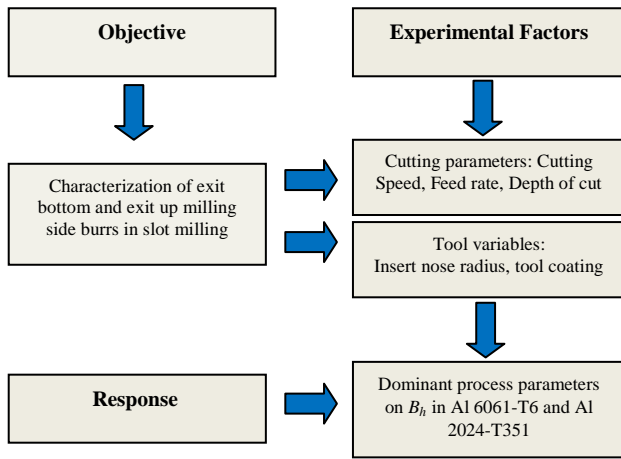 Objective
Experimental Factors
Characterization of exit
bottom and exit up milling
side burrs in slot milling
Cutting parameters: Cutting
Speed, Feed rate, Depth of cut
Tool variables:
Insert nose radius, tool coating
Response
Dominant process parameters
on B_h in Al 6061-T6 and Al
2024-T351